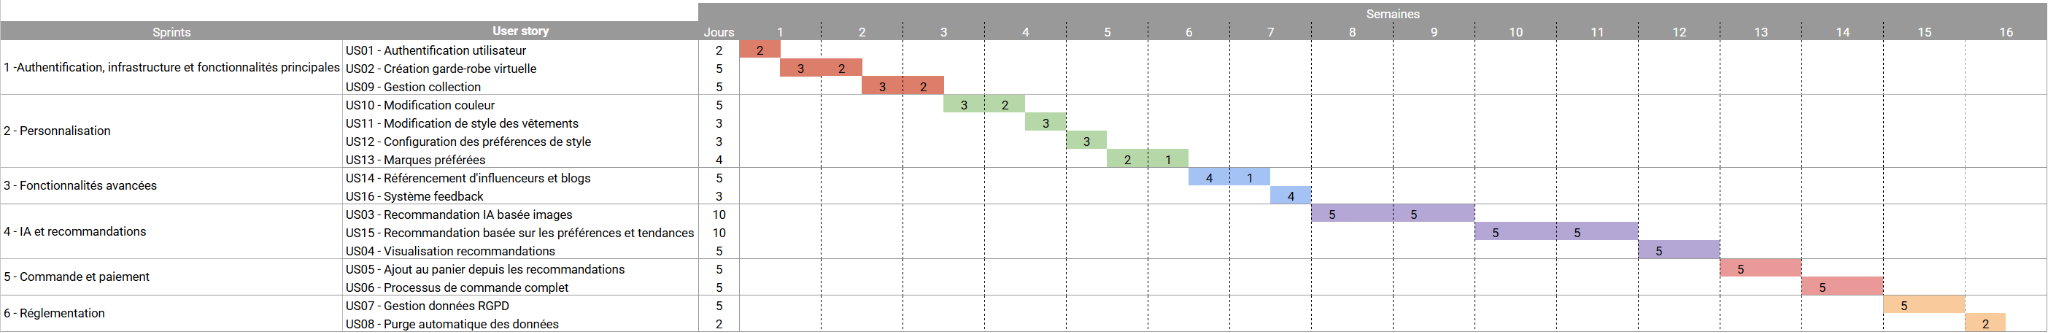 Semaines
Sprints User story Jours 1 2 3 4 5 6 7 8 9 10 11 12 13 14 15 16
1 -Authentification, infrastructure et fonctionnalités principales
US01 - Authentification utilisateur 2 2
US02 - Création garde-robe virtuelle 5 3 2
US09 - Gestion collection 5 3 2
2 - Personnalisation
US10 - Modification couleur 5 3 2
US11 - Modification de style des vêtements 3 3
US12 - Configuration des préférences de style 3 3
US13 - Marques préférées 4 2 1
3 - Fonctionnalités avancées
US14 - Référencement d'influenceurs et blogs 5 4 1
US16 - Système feedback 3 4
4 - IA et recommandations
US03 - Recommandation IA basée images 10 5 5
US15 - Recommandation basée sur les préférences et tendances 10 5 5
US04 - Visualisation recommandations 5 5
5 - Commande et paiement
US05 - Ajout au panier depuis les recommandations 5 5
US06 - Processus de commande complet 5 5
6 - Réglementation
US07 - Gestion données RGPD 5 5
US08 - Purge automatique des données 2 2